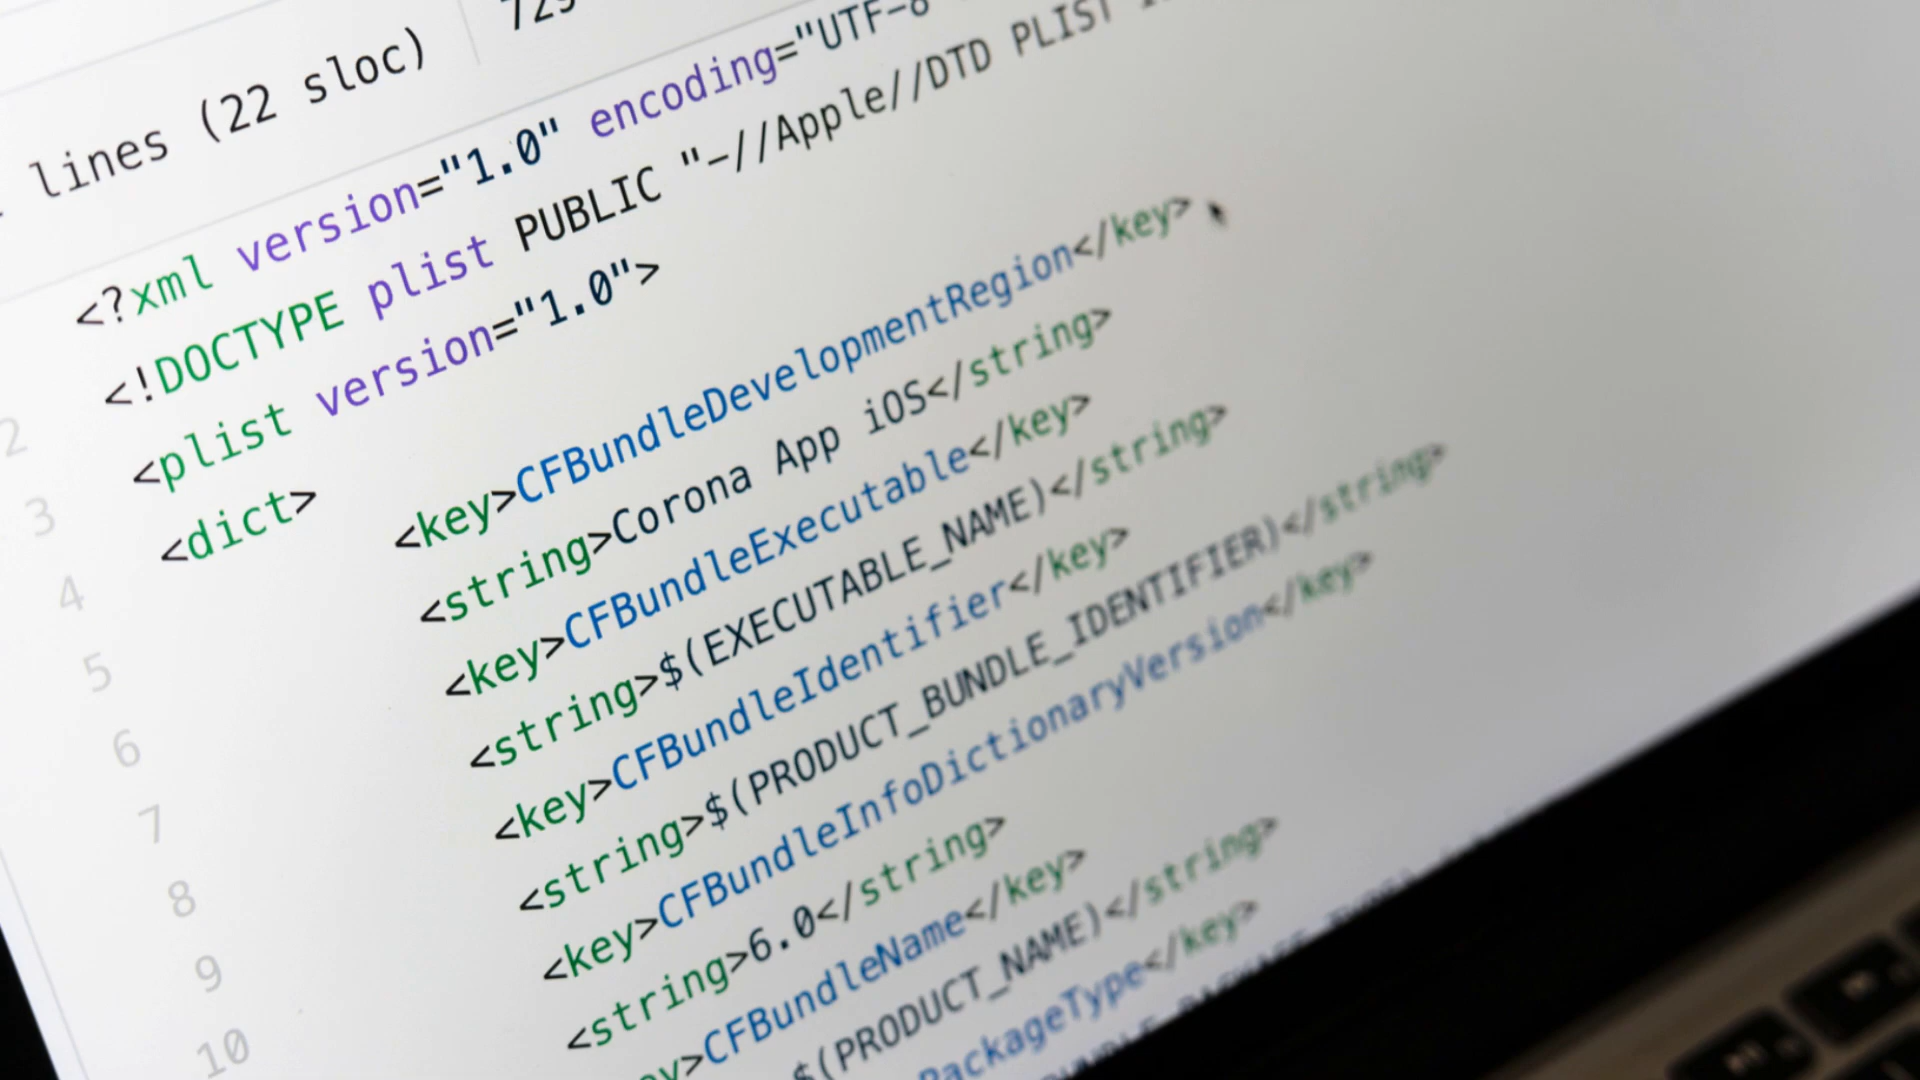 lines (22 sloc)
<?xml version="1.0" encoding="UTF-8
<!DOCTYPE plist PUBLIC "-//Apple//DTD PLIST
2 <plist version="1.0">
3 <dict>
4 <key>CFBundleDevelopmentRegion</key>
5 <string>Corona App iOS</string>
6 <key>CFBundleExecutable</key>
7 <string>$(EXECUTABLE_NAME)</string>
8 <key>CFBundleIdentifier</key>
9 <string>$(PRODUCT_BUNDLE_IDENTIFIER)</string>
10 <key>CFBundleInfoDictionaryVersion</key>
<string>6.0</string>
key>CFBundleName</key>
$(PRODUCT_NAME)</string>
PackageType</key>